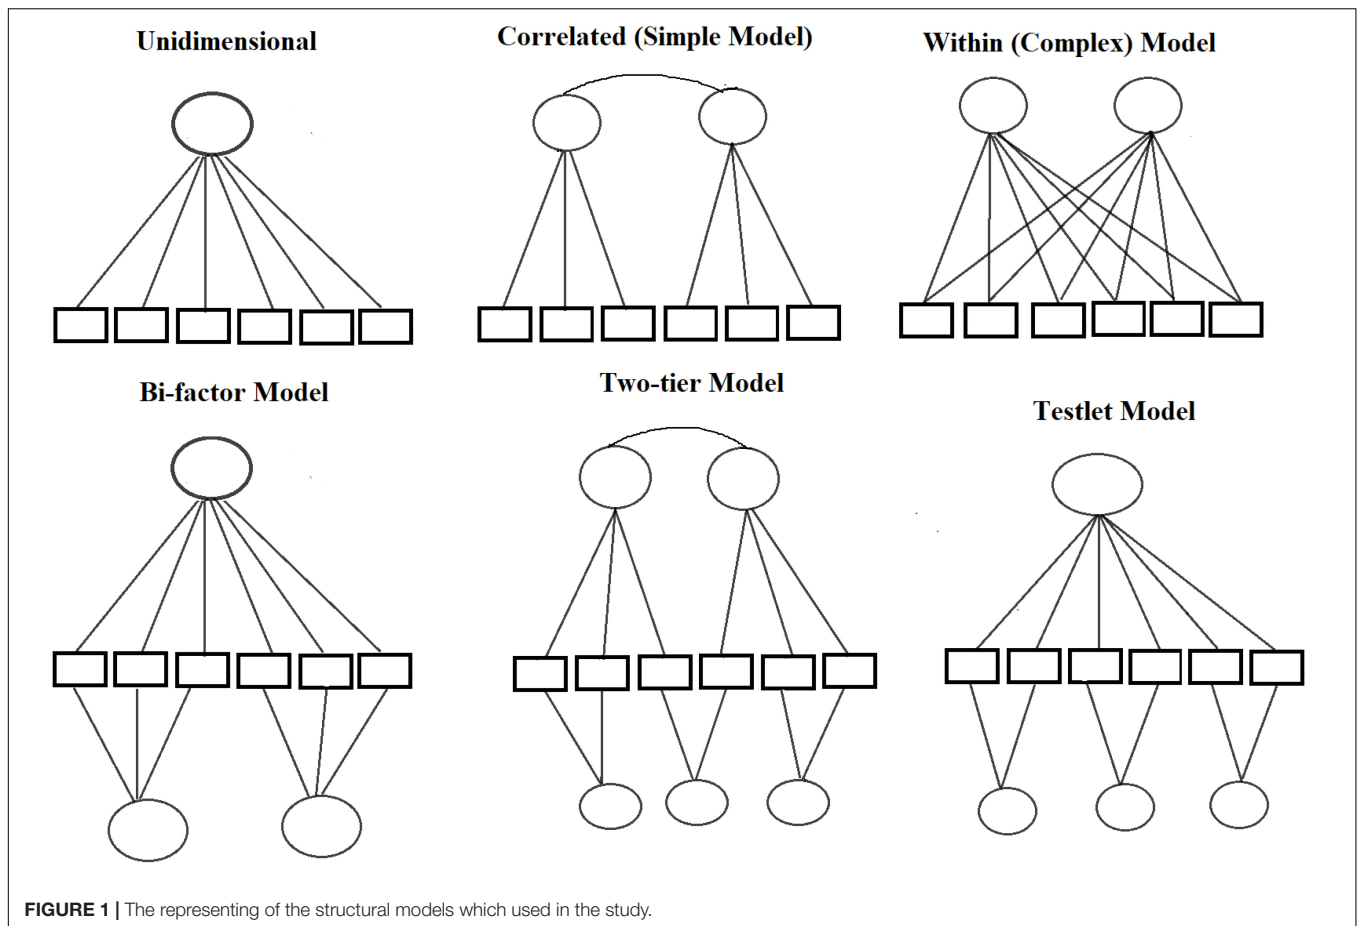 Unidimensional
Correlated (Simple Model)
Within (Complex) Model
Bi-factor Model
Two-tier Model
Testlet Model
FIGURE 1 | The representing of the structural models which used in the study.